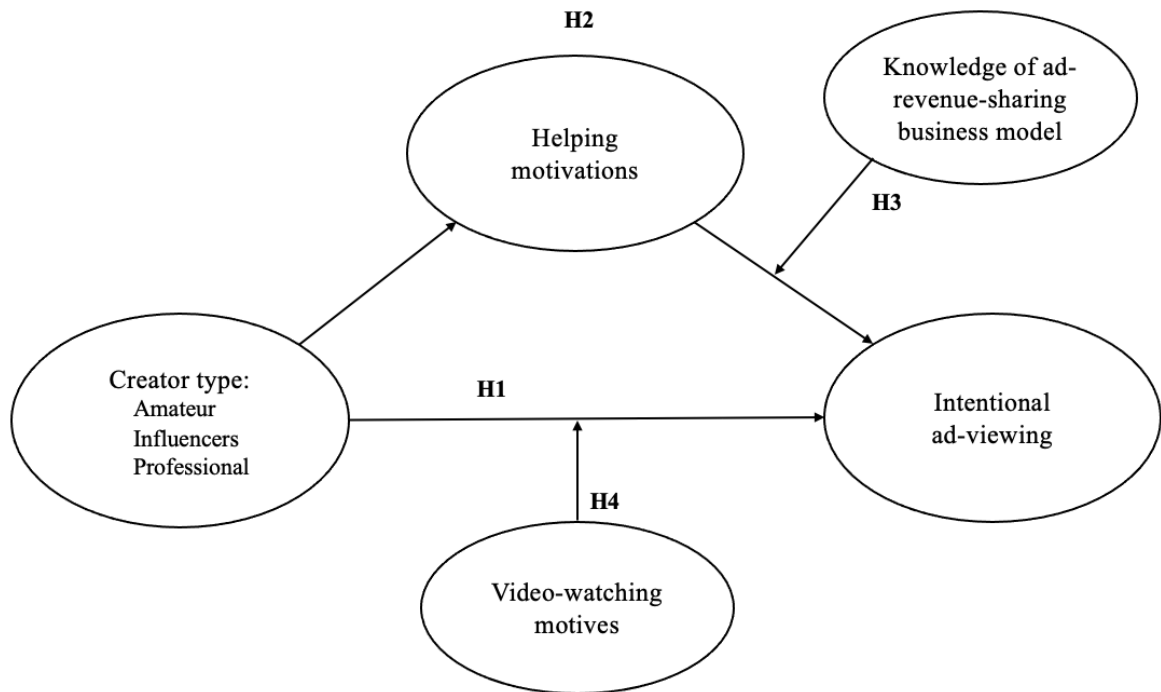 H2
Knowledge of ad-
revenue-sharing
business model
Helping
motivations
H3
Creator type:
Amateur
Influencers
Professional
H1
Intentional
ad-viewing
H4
Video-watching
motives